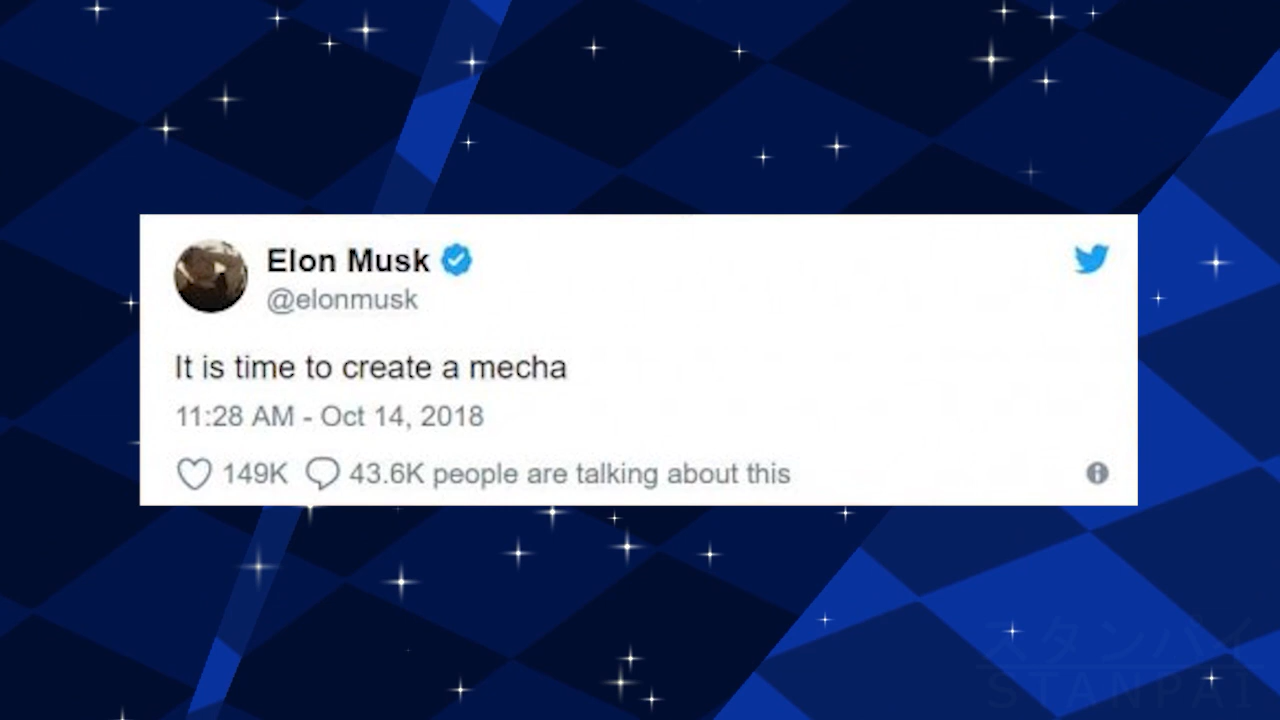 Elon Musk
@elonmusk
It is time to create a mecha
11:28 AM - Oct 14, 2018
149K 43.6K people are talking about this
スタンパイ
STANPAI